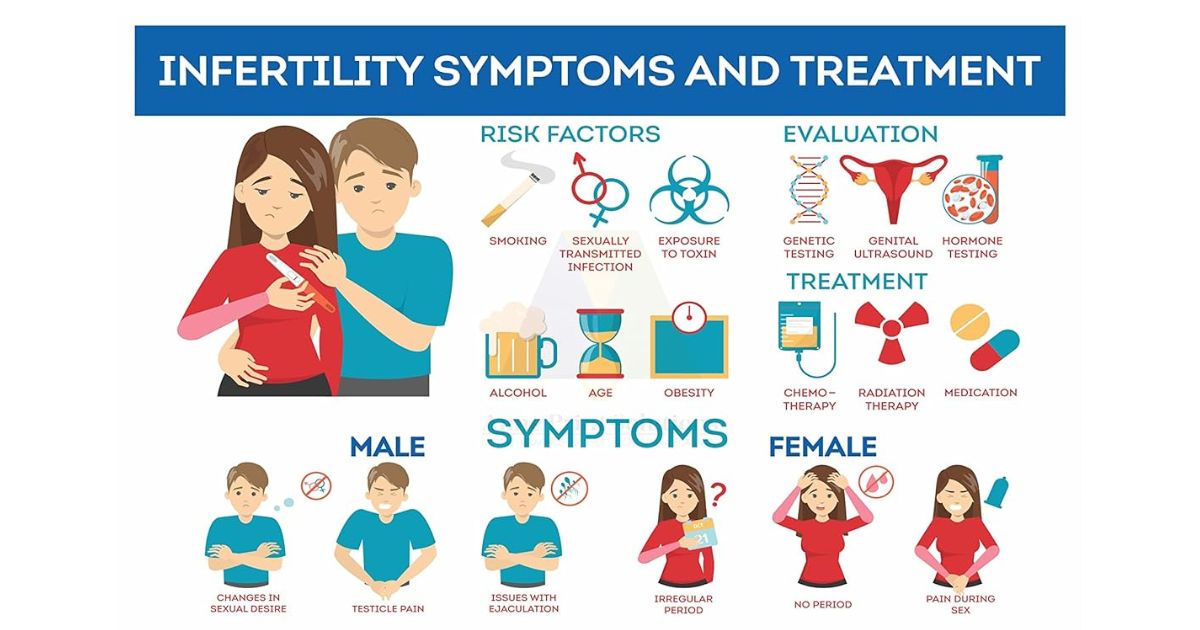 INFERTILITY SYMPTOMS AND TREATMENT
RISK FACTORS
SMOKING
SEXUALLY
TRANSMITTED
INFECTION
EXPOSURE
TO TOXIN
ALCOHOL
AGE
OBESITY
EVALUATION
GENETIC
TESTING
GENITAL
ULTRASOUND
HORMONE
TESTING
TREATMENT
CHEMO-
THERAPY
RADIATION
THERAPY
MEDICATION
SYMPTOMS
MALE
CHANGES IN
SEXUAL DESIRE
TESTICLE PAIN
ISSUES WITH
EJACULATION
FEMALE
?
OCT
21
IRREGULAR
PERIOD
NO PERIOD
PAIN DURING
SEX